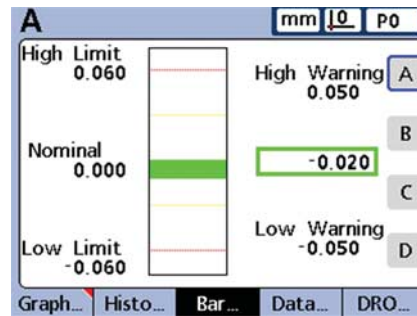 A
mm 0 P0
High Limit
0.060
High Warning
0.050
A
B
Nominal
0.000
-0.020
C
Low Limit
-0.060
Low Warning
-0.050
D
Graph... Histo... Bar... Data... DRO...